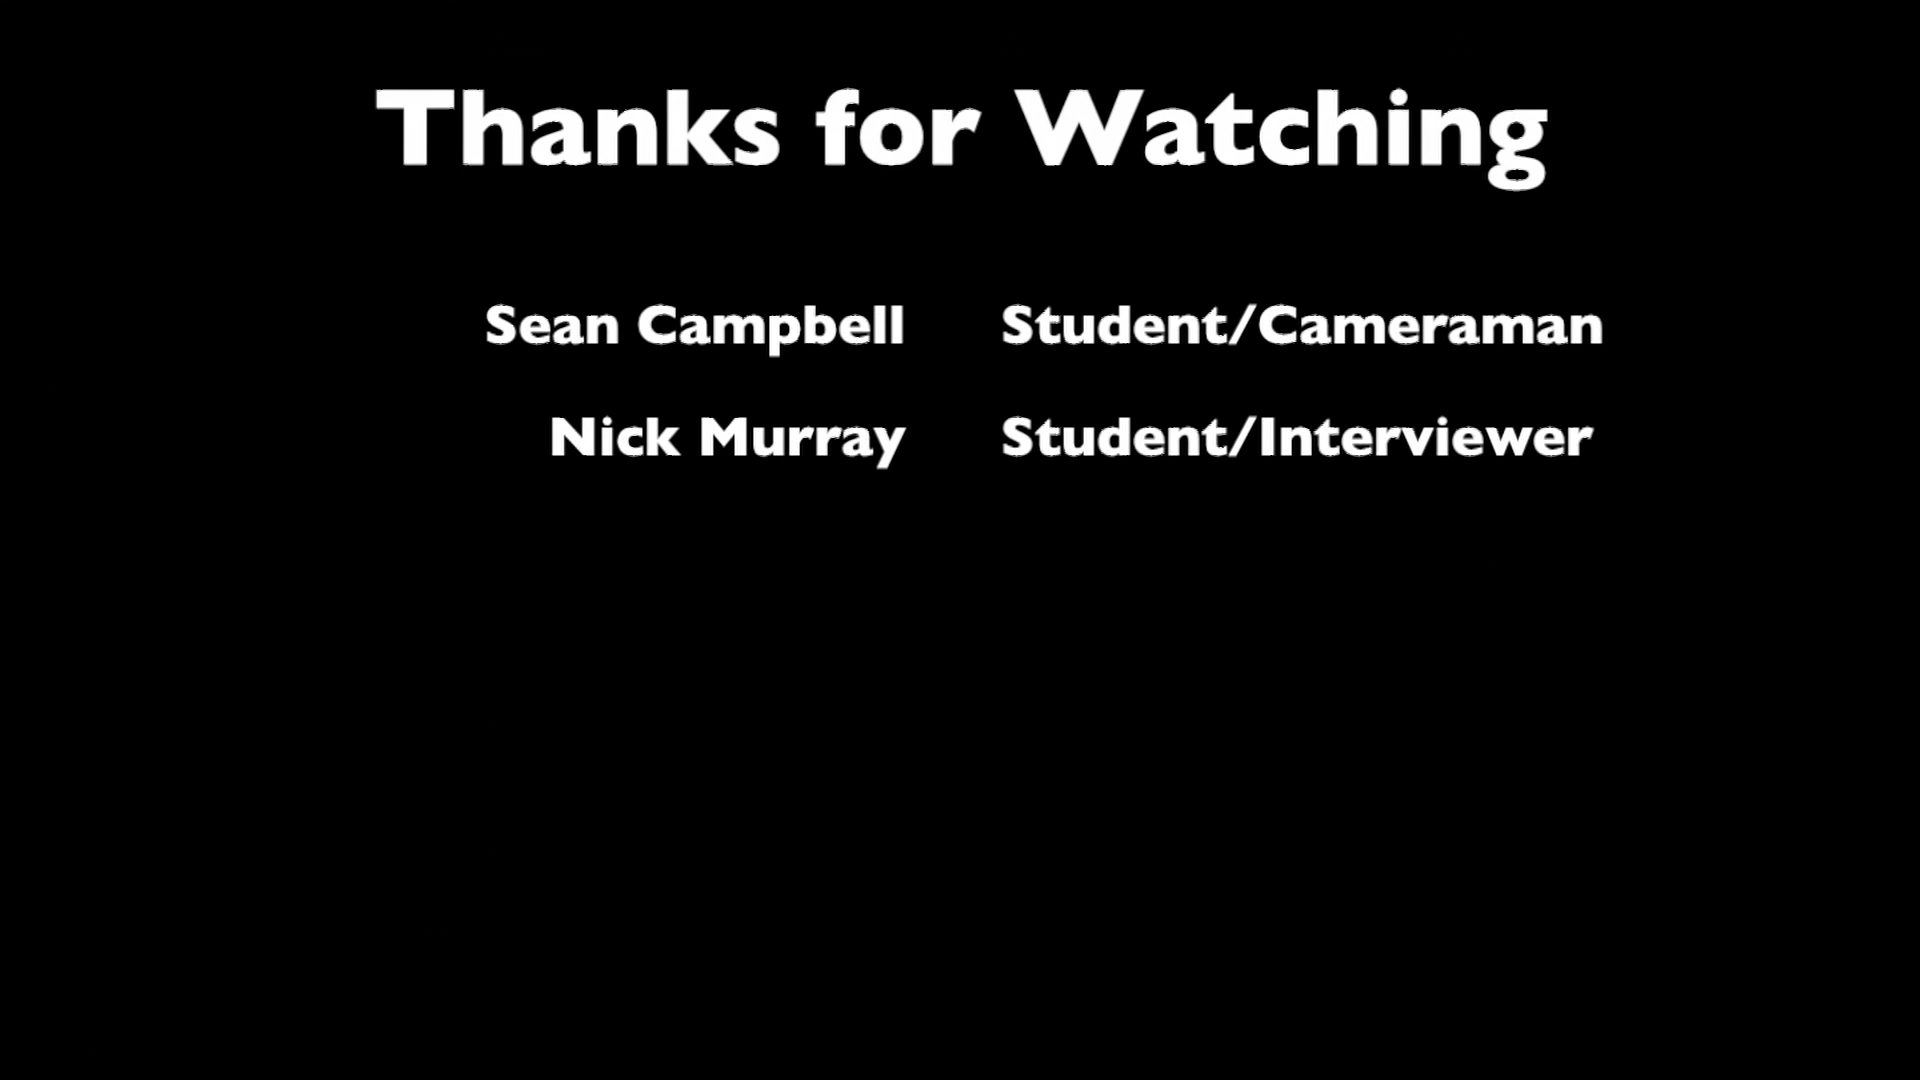 Thanks for Watching
Sean Campbell Student/Cameraman
Nick Murray Student/Interviewer